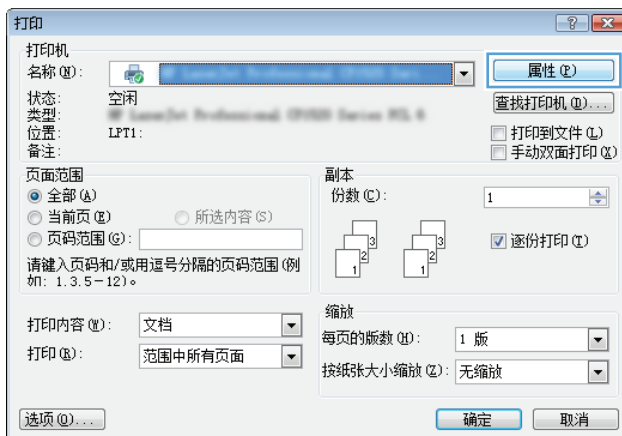 打印
打印机
名称(N):
属性(P)
状态: 空闲
类型:
查找打印机(D)...
位置: LPT1:
打印到文件(L)
备注:
手动双面打印(X)
页面范围
全部(A)
当前页(E) 所选内容(S)
页码范围(G):
请键入页码和/或用逗号分隔的页码范围(例
如: 1.3.5-12)。
副本
份数(C): 1
1 2 3
1 2 3
逐份打印(T)
打印内容(W): 文档
打印(R): 范围中所有页面
缩放
每页的版数(H): 1 版
按纸张大小缩放(Z): 无缩放
选项(O)...
确定 取消